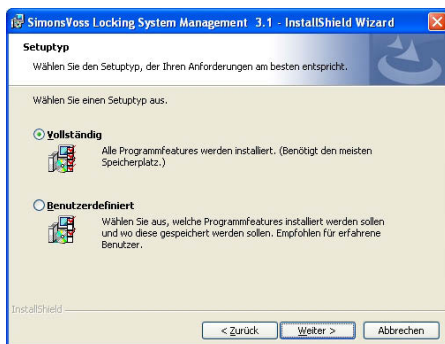 SimonsVoss Locking System Management 3.1 - InstallShield Wizard
Setuptyp
Wählen Sie den Setuptyp, der Ihren Anforderungen am besten entspricht.
Wählen Sie einen Setuptyp aus.
Vollständig
Alle Programmfeatures werden installiert. (Benötigt den meisten
Speicherplatz.)
Benutzerdefiniert
Wählen Sie aus, welche Programmfeatures installiert werden sollen
und wo diese gespeichert werden sollen. Empfohlen für erfahrene
Benutzer.
InstallShield
< Zurück Weiter > Abbrechen